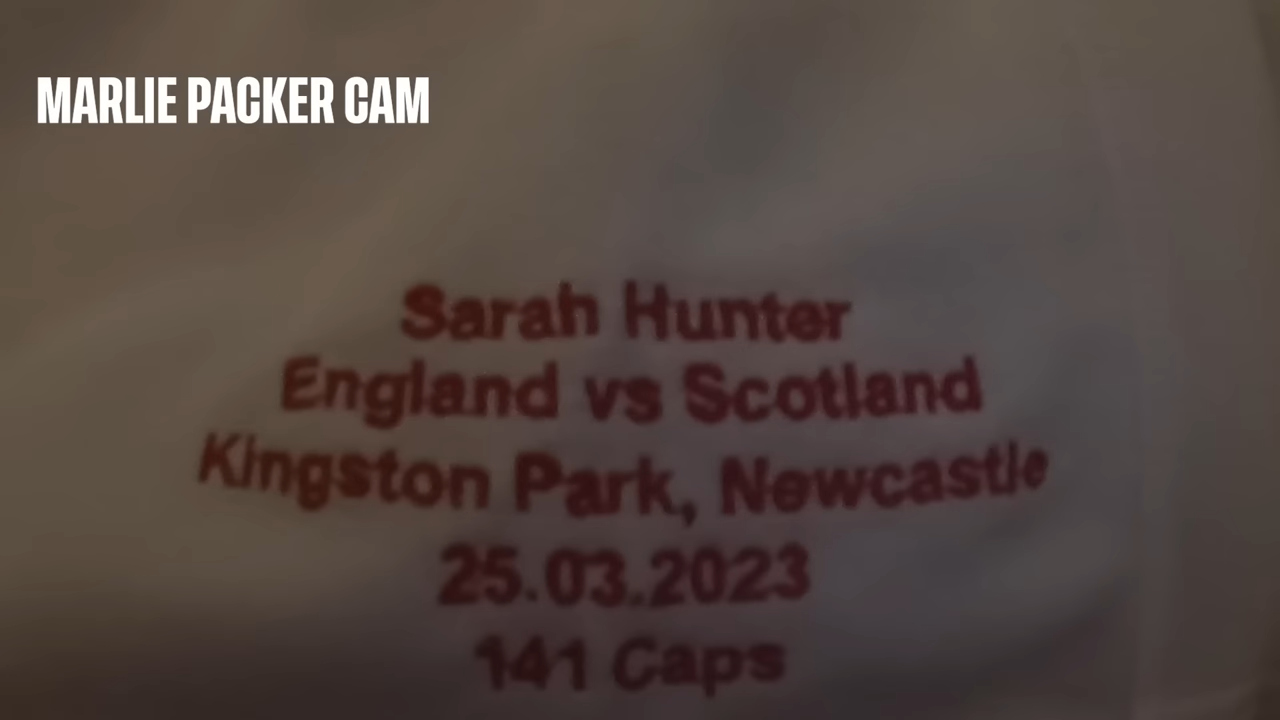 MARLIE PACKER CAM
Sarah Hunter
England vs Scotland
Kingston Park, Newcastle
25.03.2023
141 Caps